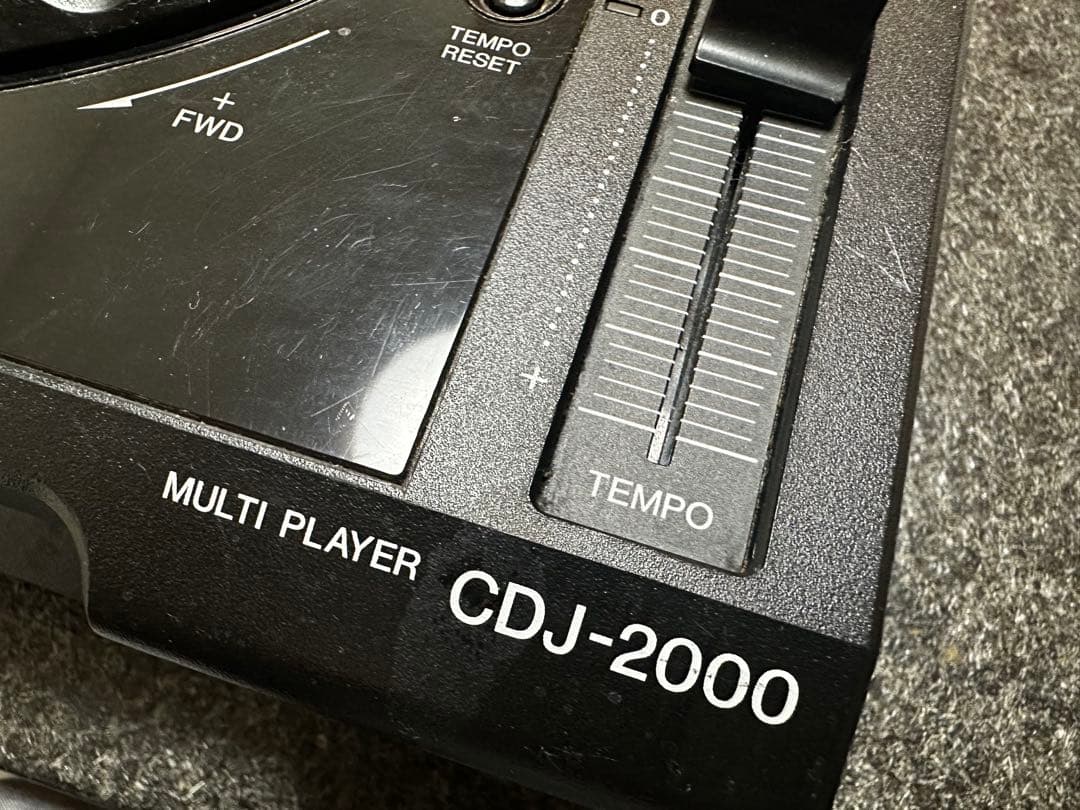 TEMPO
RESET
0
+
FWD
+
TEMPO
MULTI PLAYER CDJ-2000